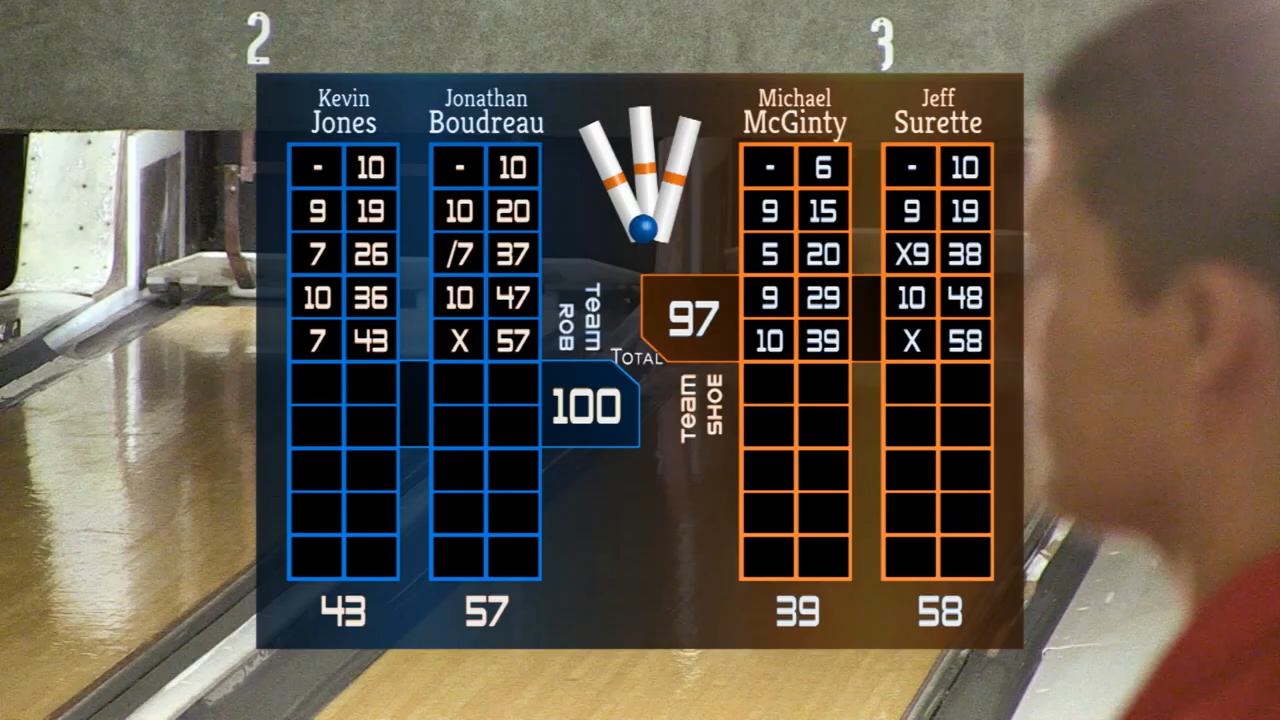 2 3
Kevin Jones
Jonathan Boudreau
Michael McGinty
Jeff Surette
- 10 - 10 - 6 - 10
9 19 10 20 9 15 9 19
7 26 /7 37 5 20 X9 38
10 36 10 47 9 29 10 48
7 43 X 57 10 39 X 58
Team ROB
97
Total
100
Team SHOE
43 57 39 58